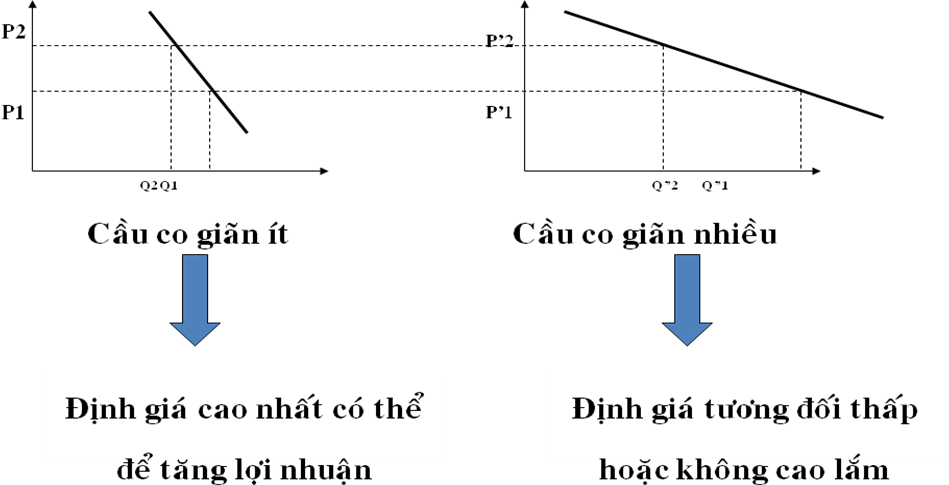 P2
P1
Q2Q1
P'2
P'1
Q"2 Q"1
Cầu co giãn ít
Cầu co giãn nhiều
Định giá cao nhất có thể
để tăng lợi nhuận
Định giá tương đối thấp
hoặc không cao lắm